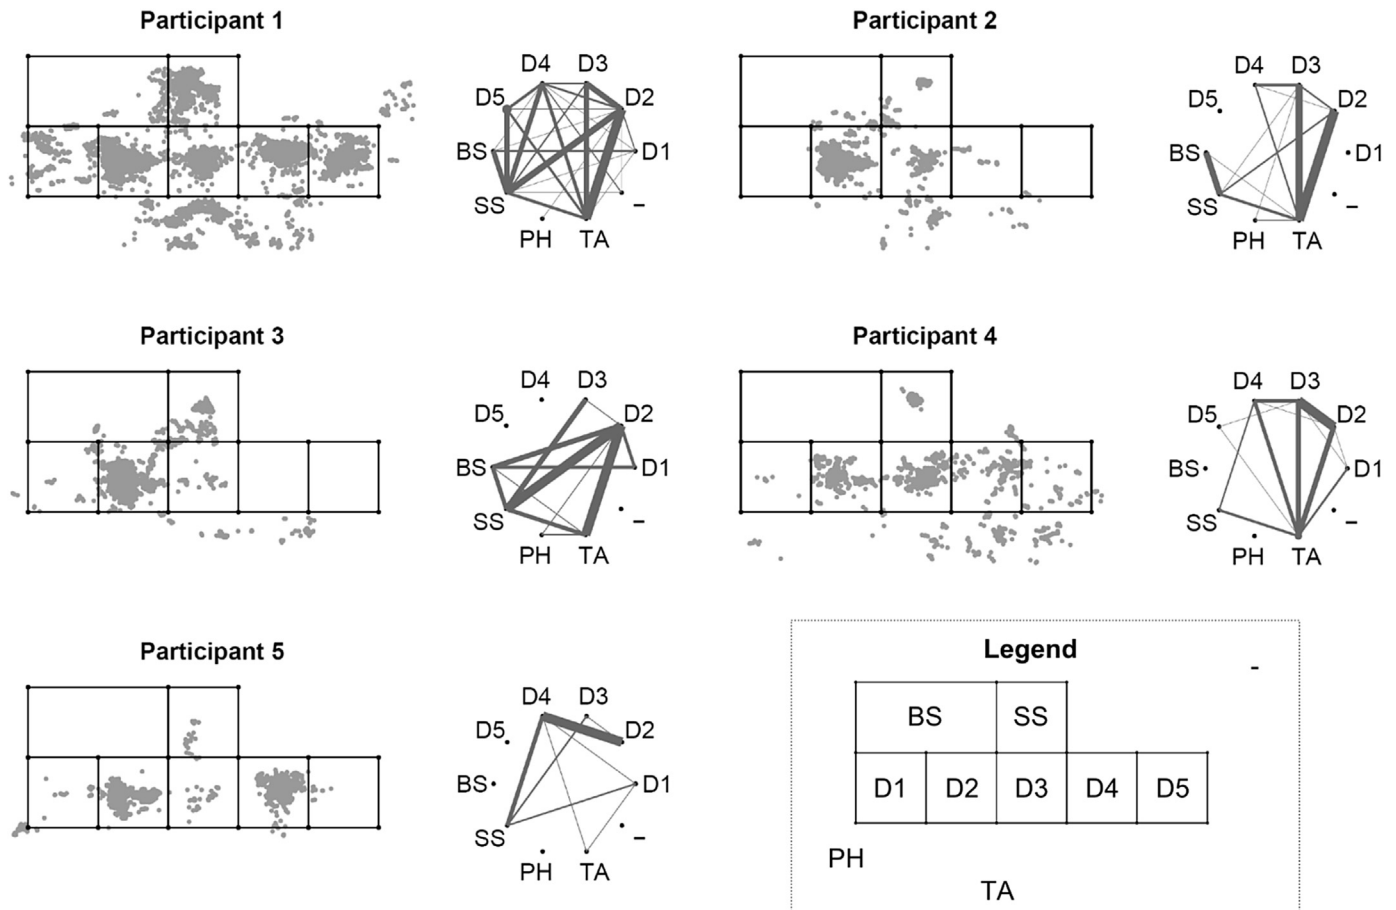 Participant 1
D4 D3
D5 D2
BS D1
SS –
PH TA
Participant 2
D4 D3
D5 D2
BS D1
SS –
PH TA
Participant 3
D4 D3
D5 D2
BS D1
SS –
PH TA
Participant 4
D4 D3
D5 D2
BS D1
SS –
PH TA
Participant 5
D4 D3
D5 D2
BS D1
SS –
PH TA
Legend
-
BS SS
D1 D2 D3 D4 D5
PH
TA